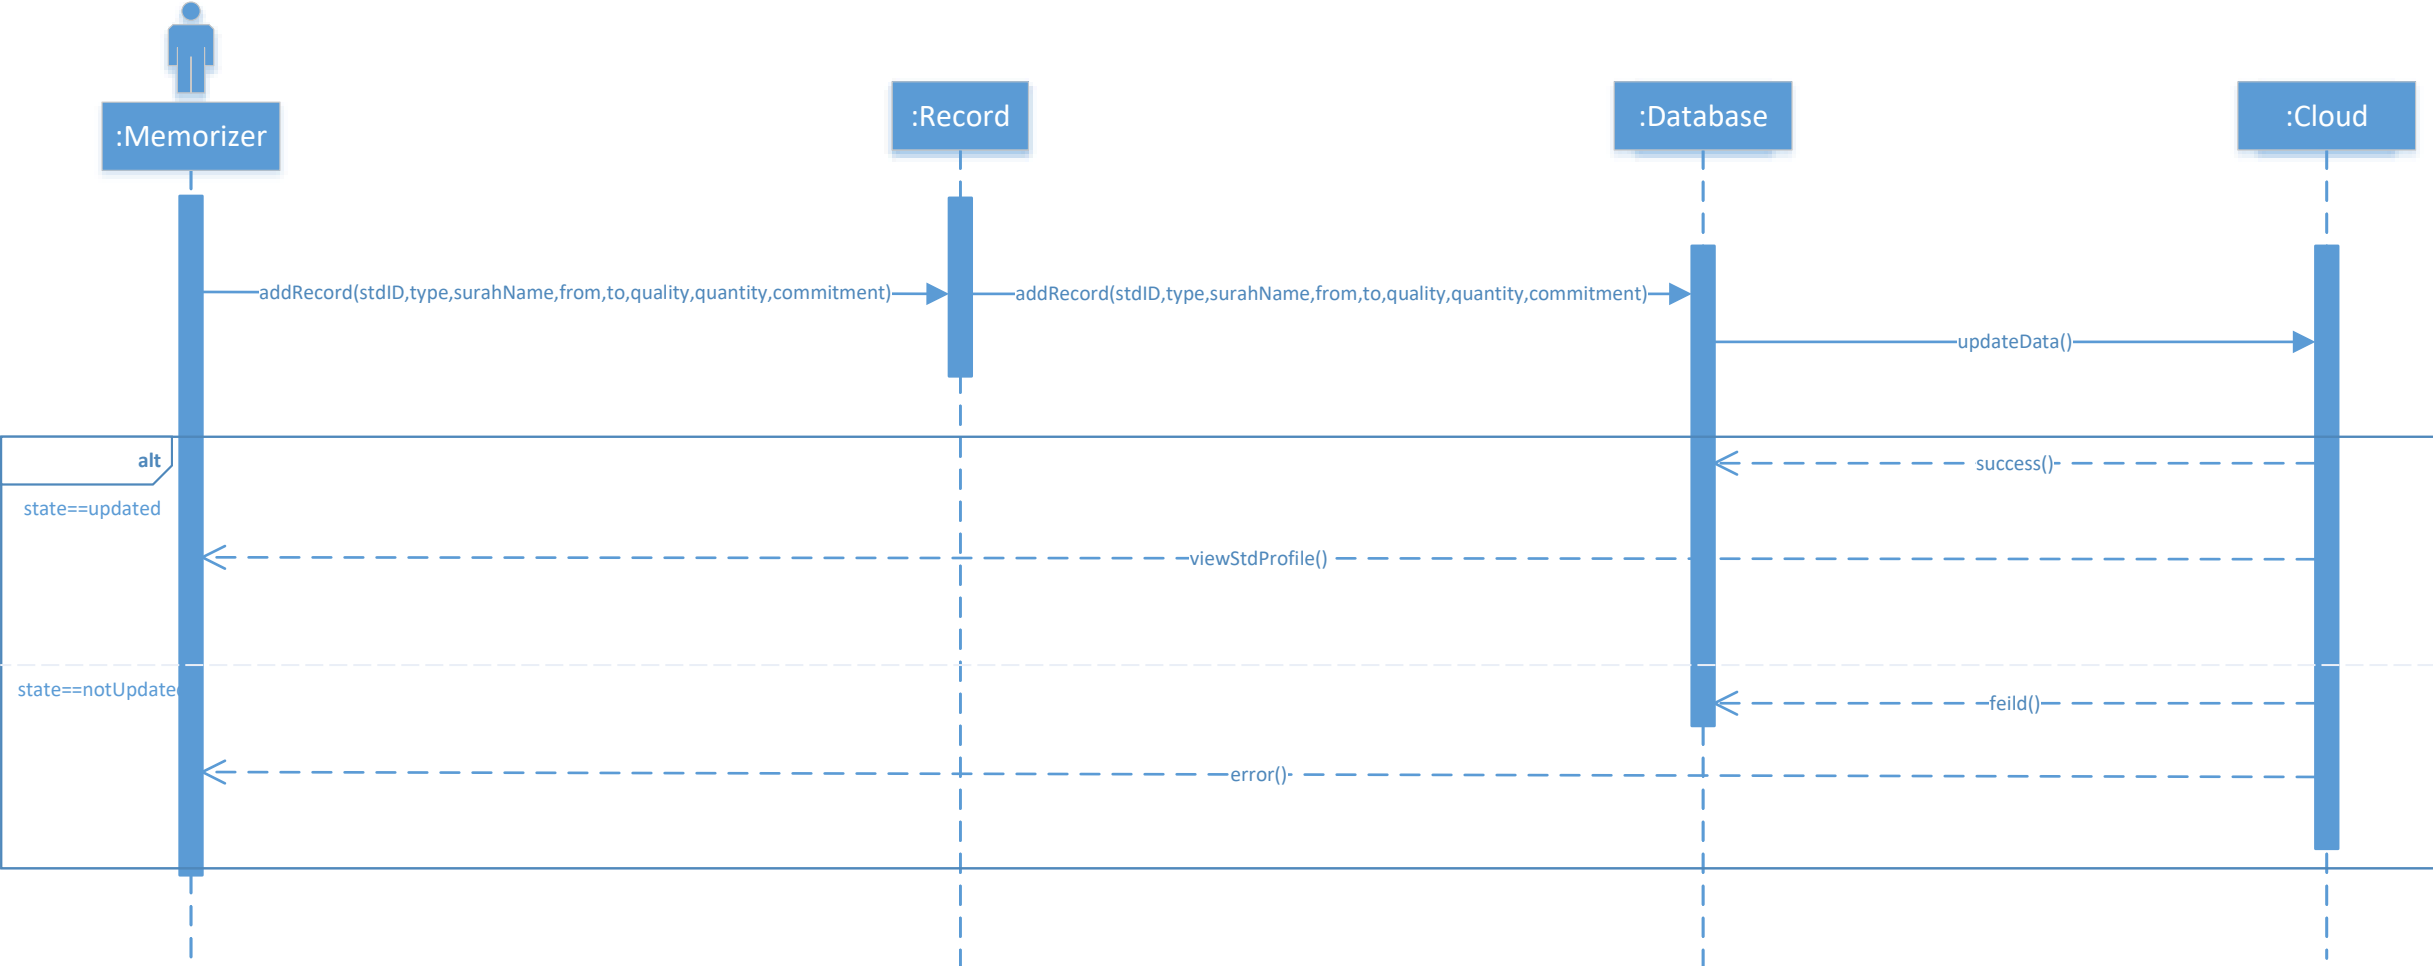 :Memorizer
:Record
:Database
:Cloud
addRecord(stdID,type,surahName,from,to,quality,quantity,commitment)
addRecord(stdID,type,surahName,from,to,quality,quantity,commitment)
updateData()
alt
success()
state==updated
viewStdProfile()
state==notUpdated
feild()
error()